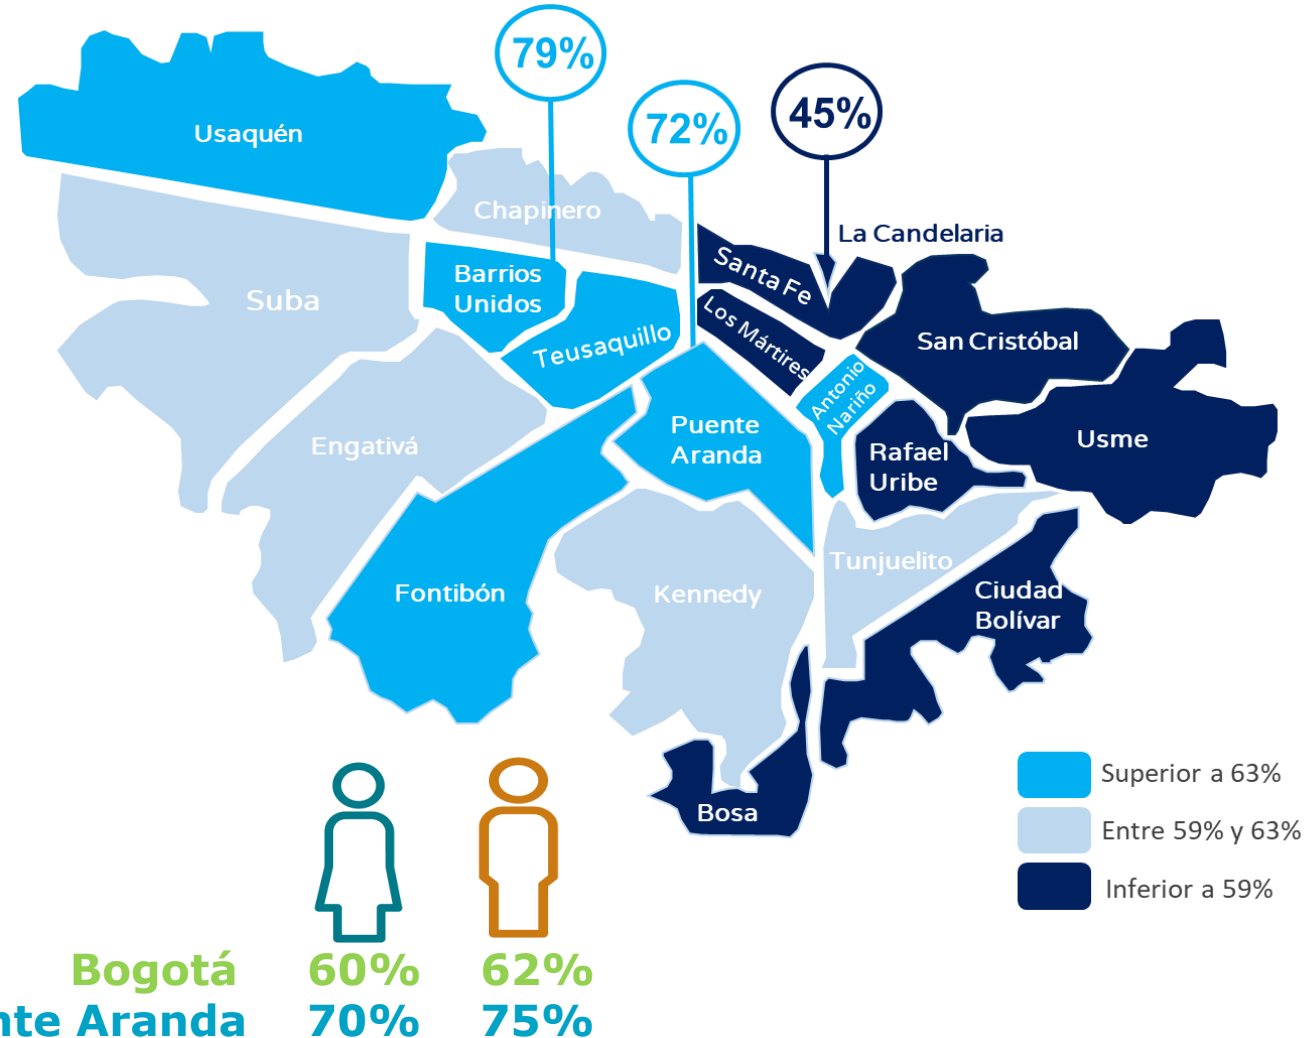 79%
72%
45%
Usaquén
Chapinero
La Candelaria
Santa Fe
Barrios
Unidos
Suba
Los Mártires
Teusaquillo
San Cristóbal
Antonio
Nariño
Puente
Aranda
Engativá
Rafael
Uribe
Usme
Tunjuelito
Fontibón
Kennedy
Ciudad
Bolívar
Bosa
Superior a 63%
Entre 59% y 63%
Inferior a 59%
Bogotá 60% 62%
nte Aranda 70% 75%